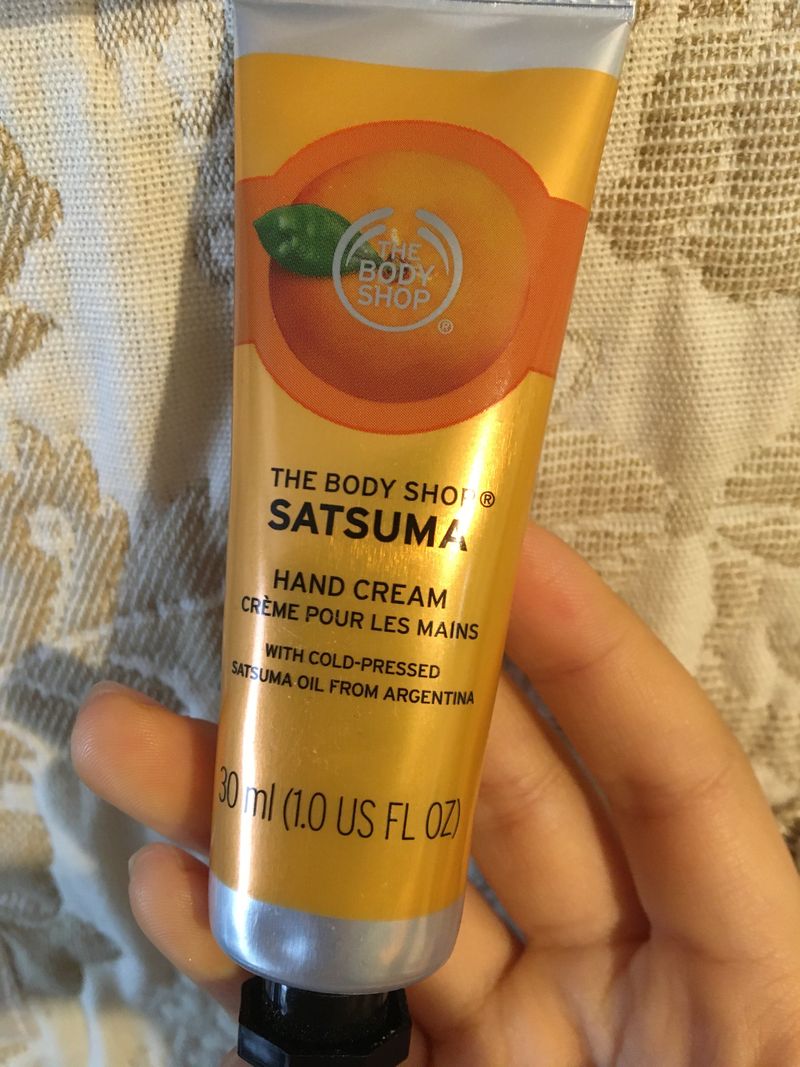 THE
BODY
SHOP
®
THE BODY SHOP®
SATSUMA
HAND CREAM
CRÈME POUR LES MAINS
WITH COLD-PRESSED
SATSUMA OIL FROM ARGENTINA
30 ml (1.0 US FL OZ)